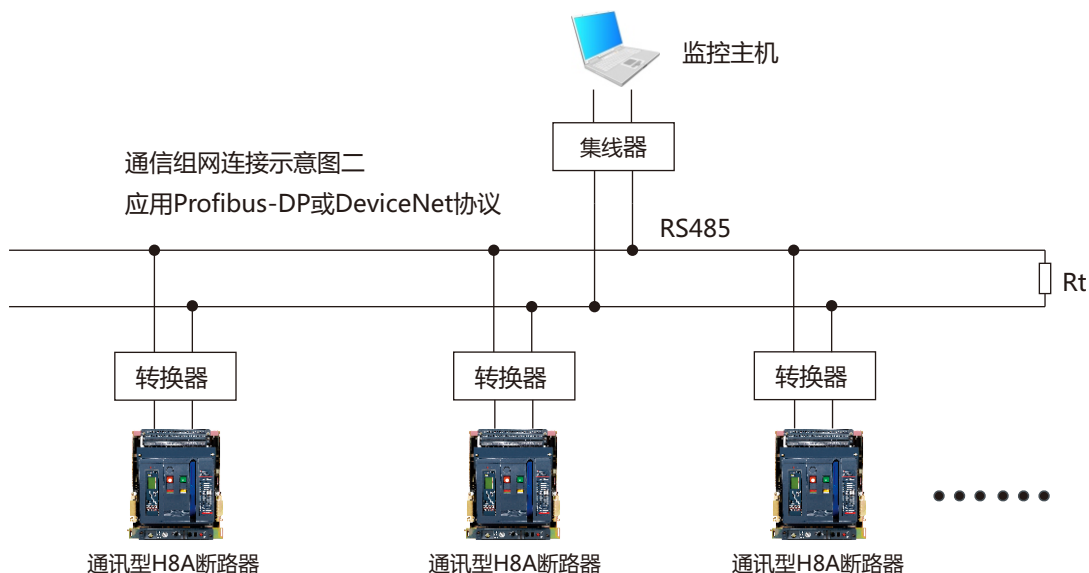 监控主机
集线器
通信组网连接示意图二
应用Profibus-DP或DeviceNet协议
RS485
Rt
转换器
转换器
转换器
通讯型H8A断路器
通讯型H8A断路器
通讯型H8A断路器